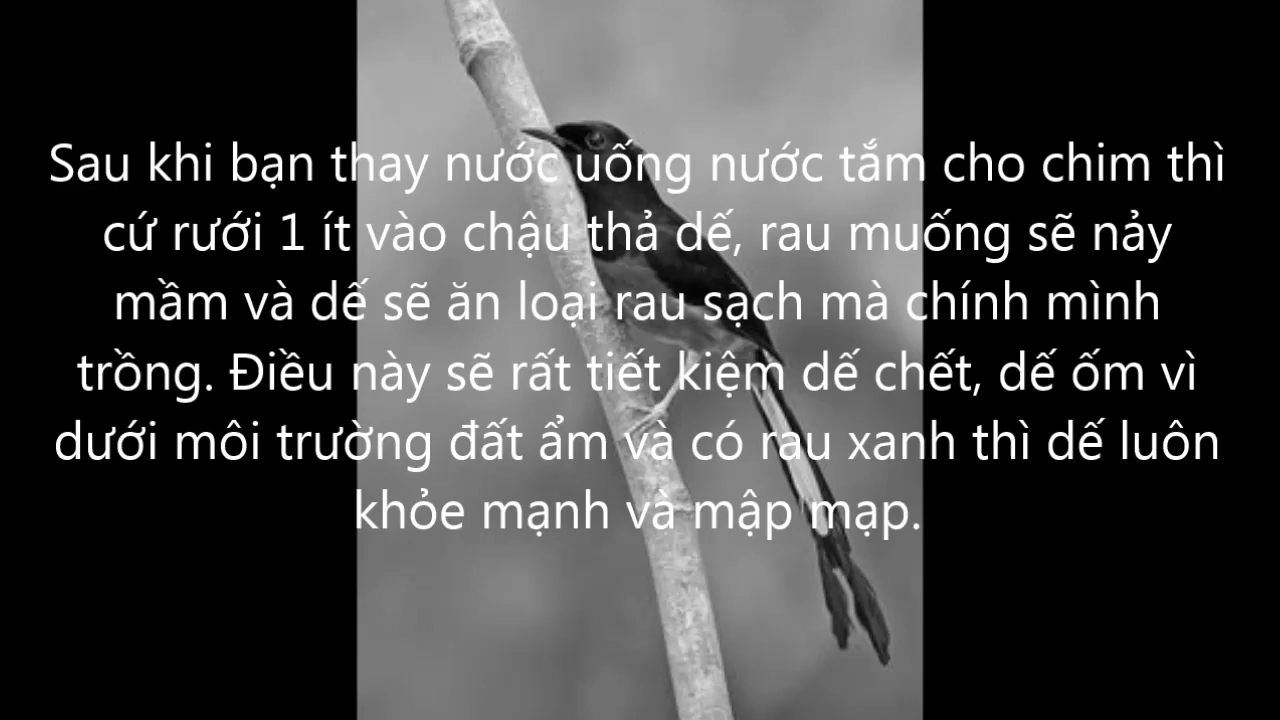 Sau khi bạn thay nước uống nước tắm cho chim thì
cứ rưới 1 ít vào chậu thả dế, rau muống sẽ nảy
mầm và dế sẽ ăn loại rau sạch mà chính mình
trồng. Điều này sẽ rất tiết kiệm dế chết, dế ốm vì
dưới môi trường đất ẩm và có rau xanh thì dế luôn
khỏe mạnh và mập mạp.